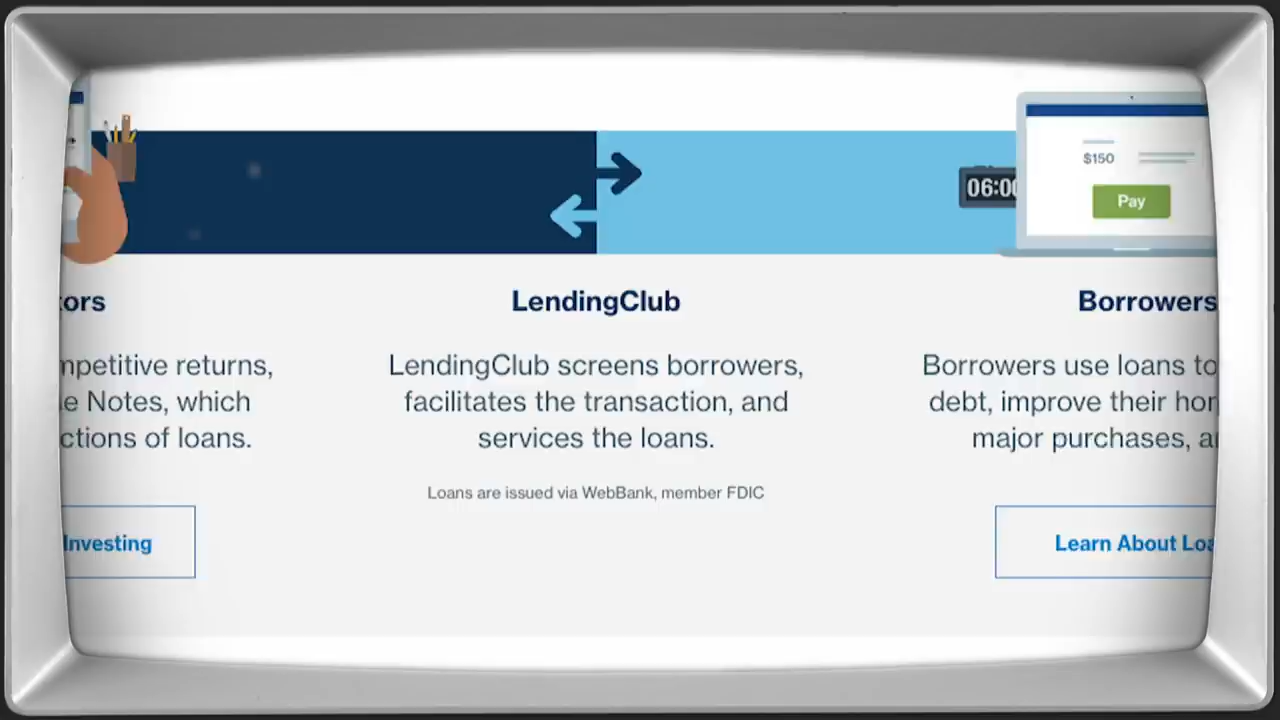 $150
06:00
Pay
tors
mpetitive returns,
e Notes, which
ctions of loans.
Investing
LendingClub
LendingClub screens borrowers,
facilitates the transaction, and
services the loans.
Loans are issued via WebBank, member FDIC
Borrowers
Borrowers use loans to
debt, improve their
major purchases,
Learn About